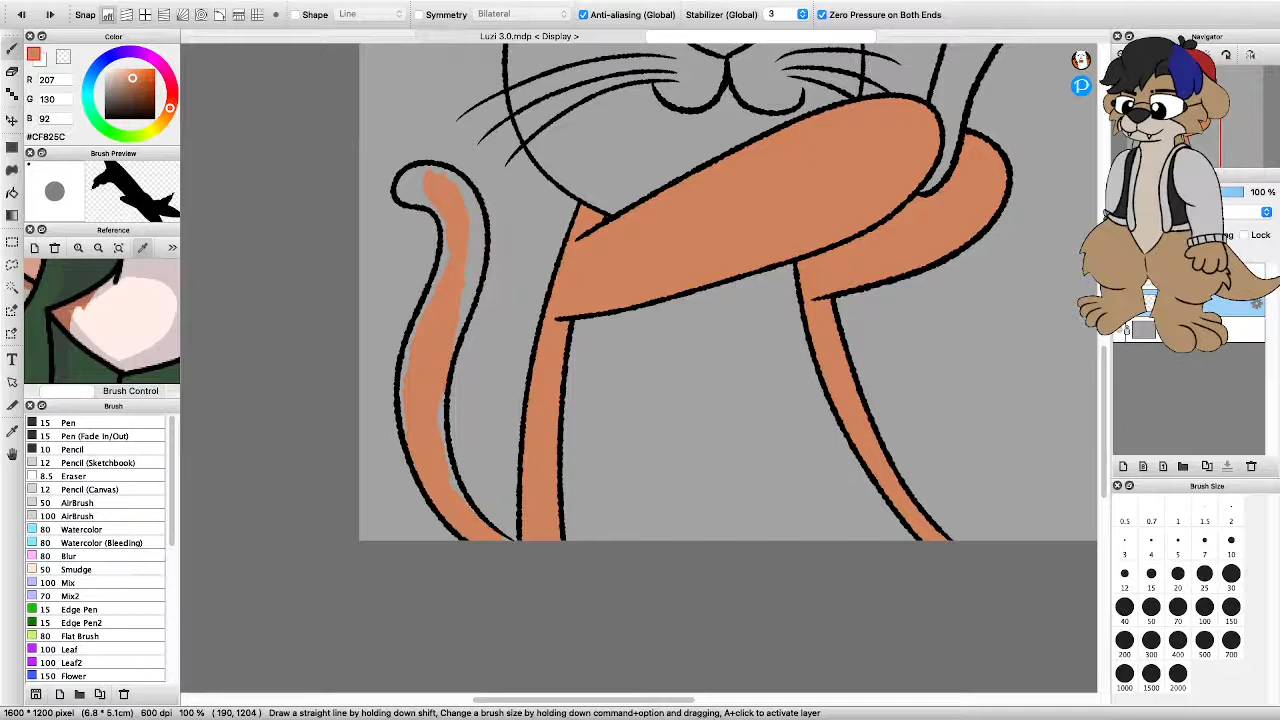 Snap
Shape
Line
Symmetry
Bilateral
Anti-aliasing (Global)
Stabilizer (Global)
3
Zero Pressure on Both Ends
Color
Luzi 3.0.mdp < Display >
Navigator
R 207
G 130
B 92
#CF825C
Brush Preview
100 %
Lock
Reference
Brush Control
Brush
15 Pen
15 Pen (Fade In/Out)
10 Pencil
12 Pencil (Sketchbook)
8.5 Eraser
12 Pencil (Canvas)
50 AirBrush
100 AirBrush
80 Watercolor
80 Watercolor (Bleeding)
80 Blur
50 Smudge
100 Mix
70 Mix2
15 Edge Pen
15 Edge Pen2
80 Flat Brush
100 Leaf
100 Leaf2
150 Flower
Brush Size
0.5 0.7 1 1.5 2
3 4 5 7 10
12 15 20 25 30
40 50 70 100 150
200 300 400 500 700
1000 1500 2000
1600 * 1200 pixel (6.8 * 5.1cm) 600 dpi 100 % ( 190, 1204 ) Draw a straight line by holding down shift, Change a brush size by holding down command+option and dragging, A+click to activate layer